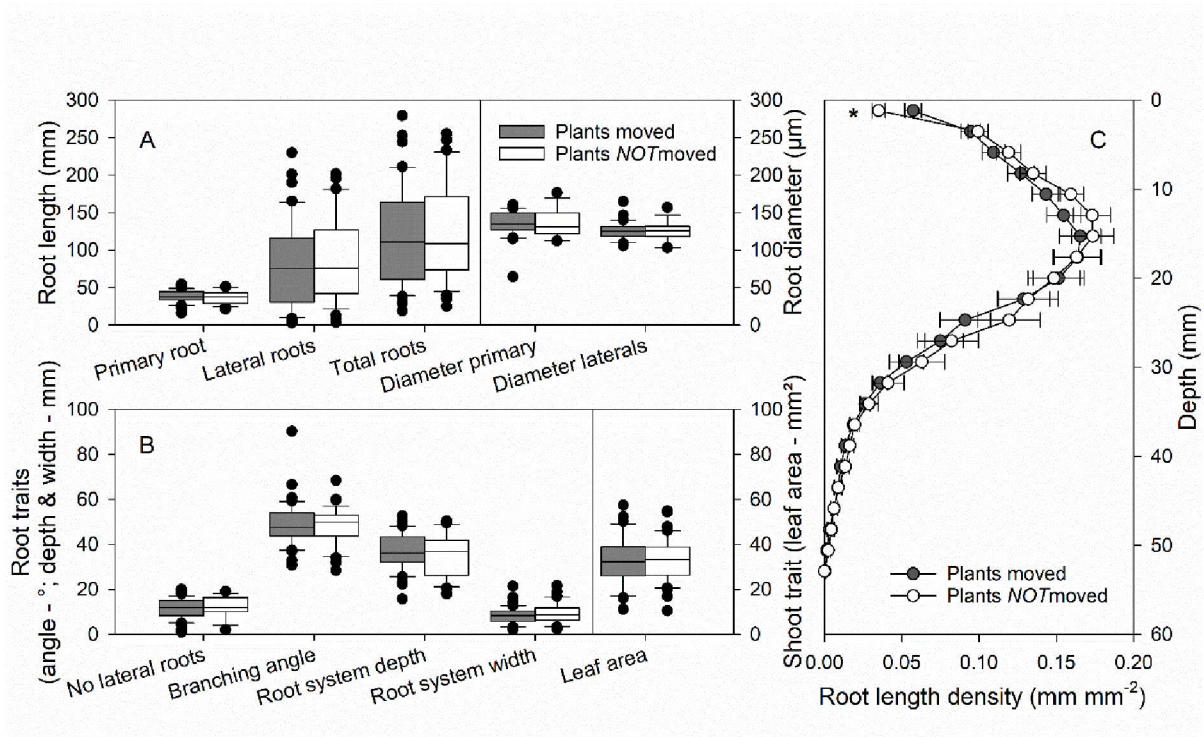 A
Root length (mm)
300
250
200
150
100
50
0
Plants moved
Plants NOTmoved
300
250
200
150
100
50
0
Root diameter (µm)
Primary root
Lateral roots
Total roots
Diameter primary
Diameter laterals
B
Root traits
(angle - °; depth & width - mm)
100
80
60
40
20
0
100
80
60
40
20
0
Shoot trait (leaf area - mm²)
No lateral roots
Branching angle
Root system depth
Root system width
Leaf area
C
*
0
10
20
30
40
50
60
Depth (mm)
Plants moved
Plants NOTmoved
0.00 0.05 0.10 0.15 0.20
Root length density (mm mm⁻²)